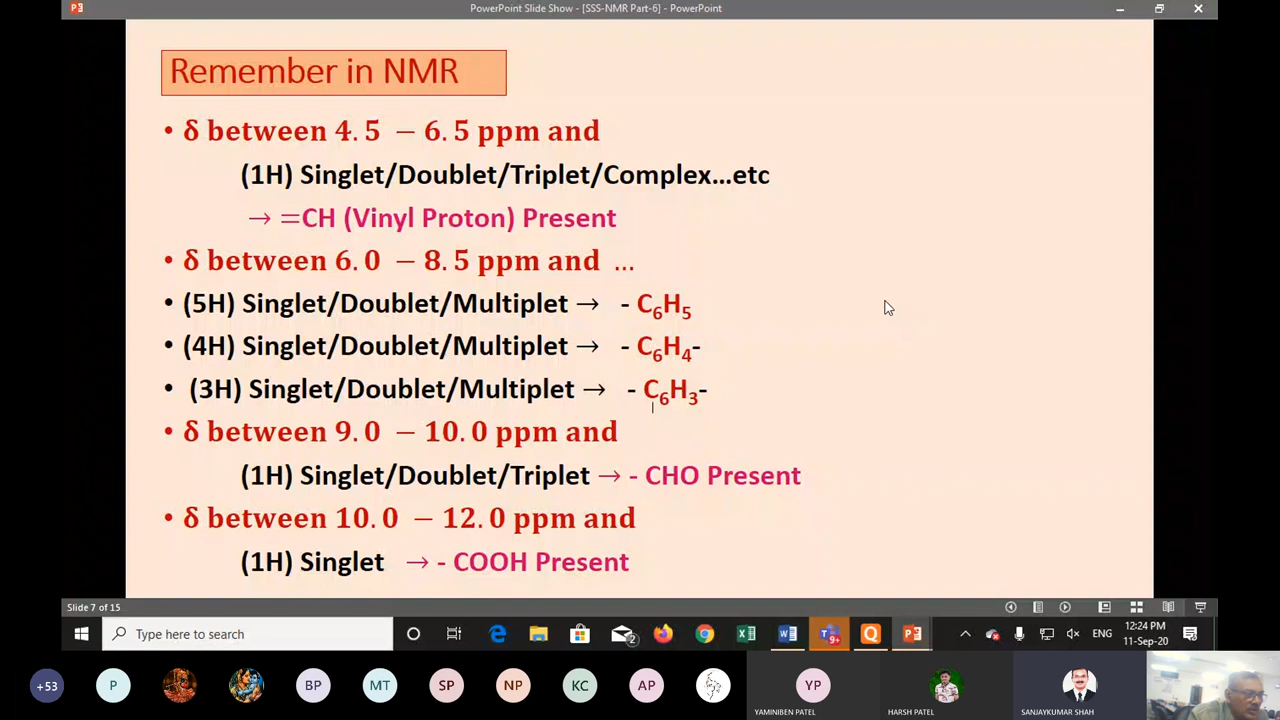 PowerPoint Slide Show - [SSS-NMR Part-6] - PowerPoint
Remember in NMR
• δ between 4.5 – 6.5 ppm and
(1H) Singlet/Doublet/Triplet/Complex...etc
→ =CH (Vinyl Proton) Present
• δ between 6.0 – 8.5 ppm and ...
• (5H) Singlet/Doublet/Multiplet → - C₆H₅
• (4H) Singlet/Doublet/Multiplet → - C₆H₄-
• (3H) Singlet/Doublet/Multiplet → - C₆H₃-
• δ between 9.0 – 10.0 ppm and
(1H) Singlet/Doublet/Triplet → - CHO Present
• δ between 10.0 – 12.0 ppm and
(1H) Singlet → - COOH Present
Slide 7 of 15
Type here to search
2
9+
ENG
12:24 PM
11-Sep-20
+53
P
BP
MT
SP
NP
KC
AP
YP
YAMINIBEN PATEL
HARSH PATEL
SANJAYKUMAR SHAH